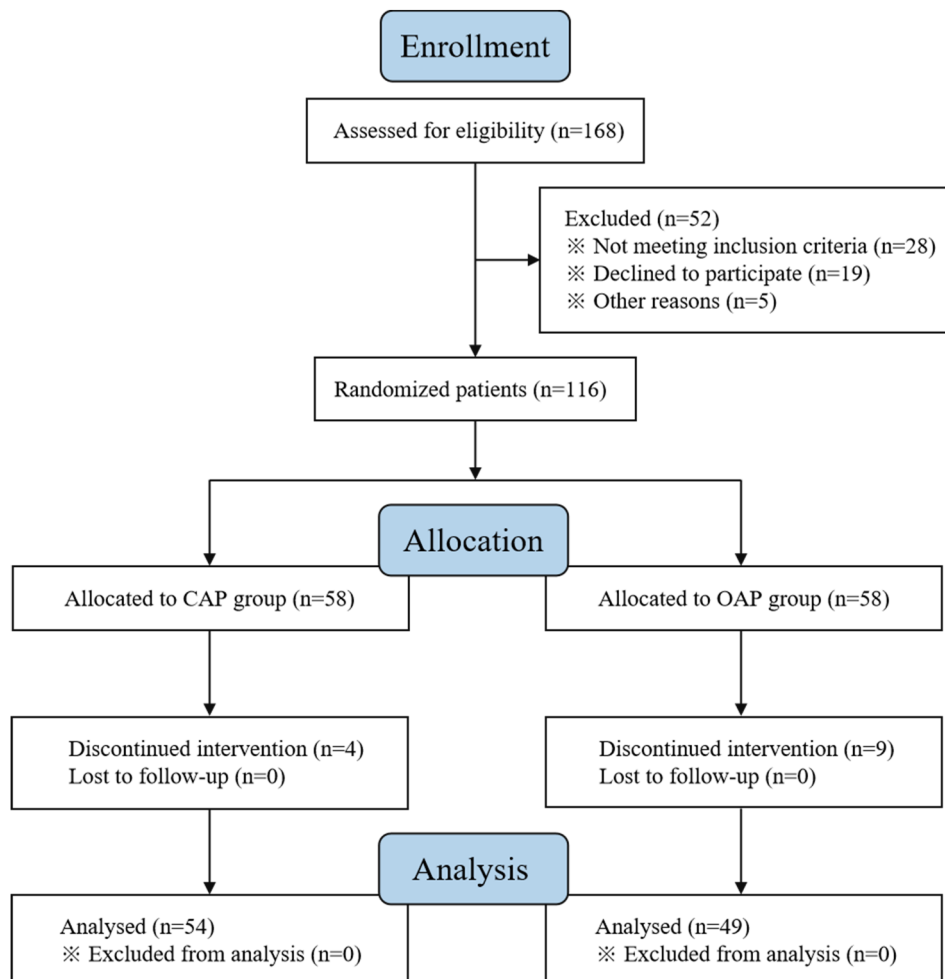 Enrollment
Assessed for eligibility (n=168)
Excluded (n=52)
※ Not meeting inclusion criteria (n=28)
※ Declined to participate (n=19)
※ Other reasons (n=5)
Randomized patients (n=116)
Allocation
Allocated to CAP group (n=58)
Allocated to OAP group (n=58)
Discontinued intervention (n=4)
Lost to follow-up (n=0)
Discontinued intervention (n=9)
Lost to follow-up (n=0)
Analysis
Analysed (n=54)
※ Excluded from analysis (n=0)
Analysed (n=49)
※ Excluded from analysis (n=0)